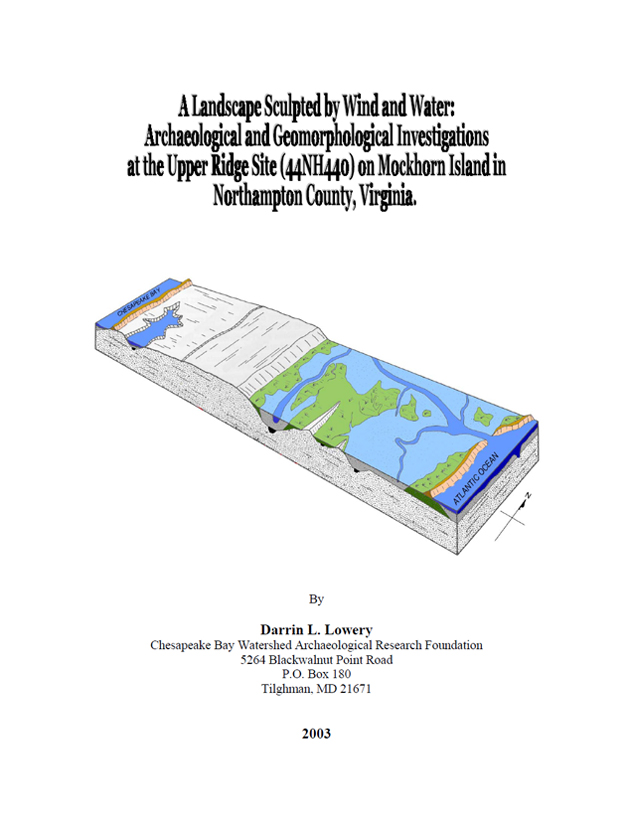 A Landscape Sculpted by Wind and Water:
Archaeological and Geomorphological Investigations
at the Upper Ridge Site (44NH440) on Mockhorn Island in
Northampton County, Virginia.
CHESAPEAKE BAY
ATLANTIC OCEAN
N
By
Darrin L. Lowery
Chesapeake Bay Watershed Archaeological Research Foundation
5264 Blackwalnut Point Road
P.O. Box 180
Tilghman, MD 21671
2003